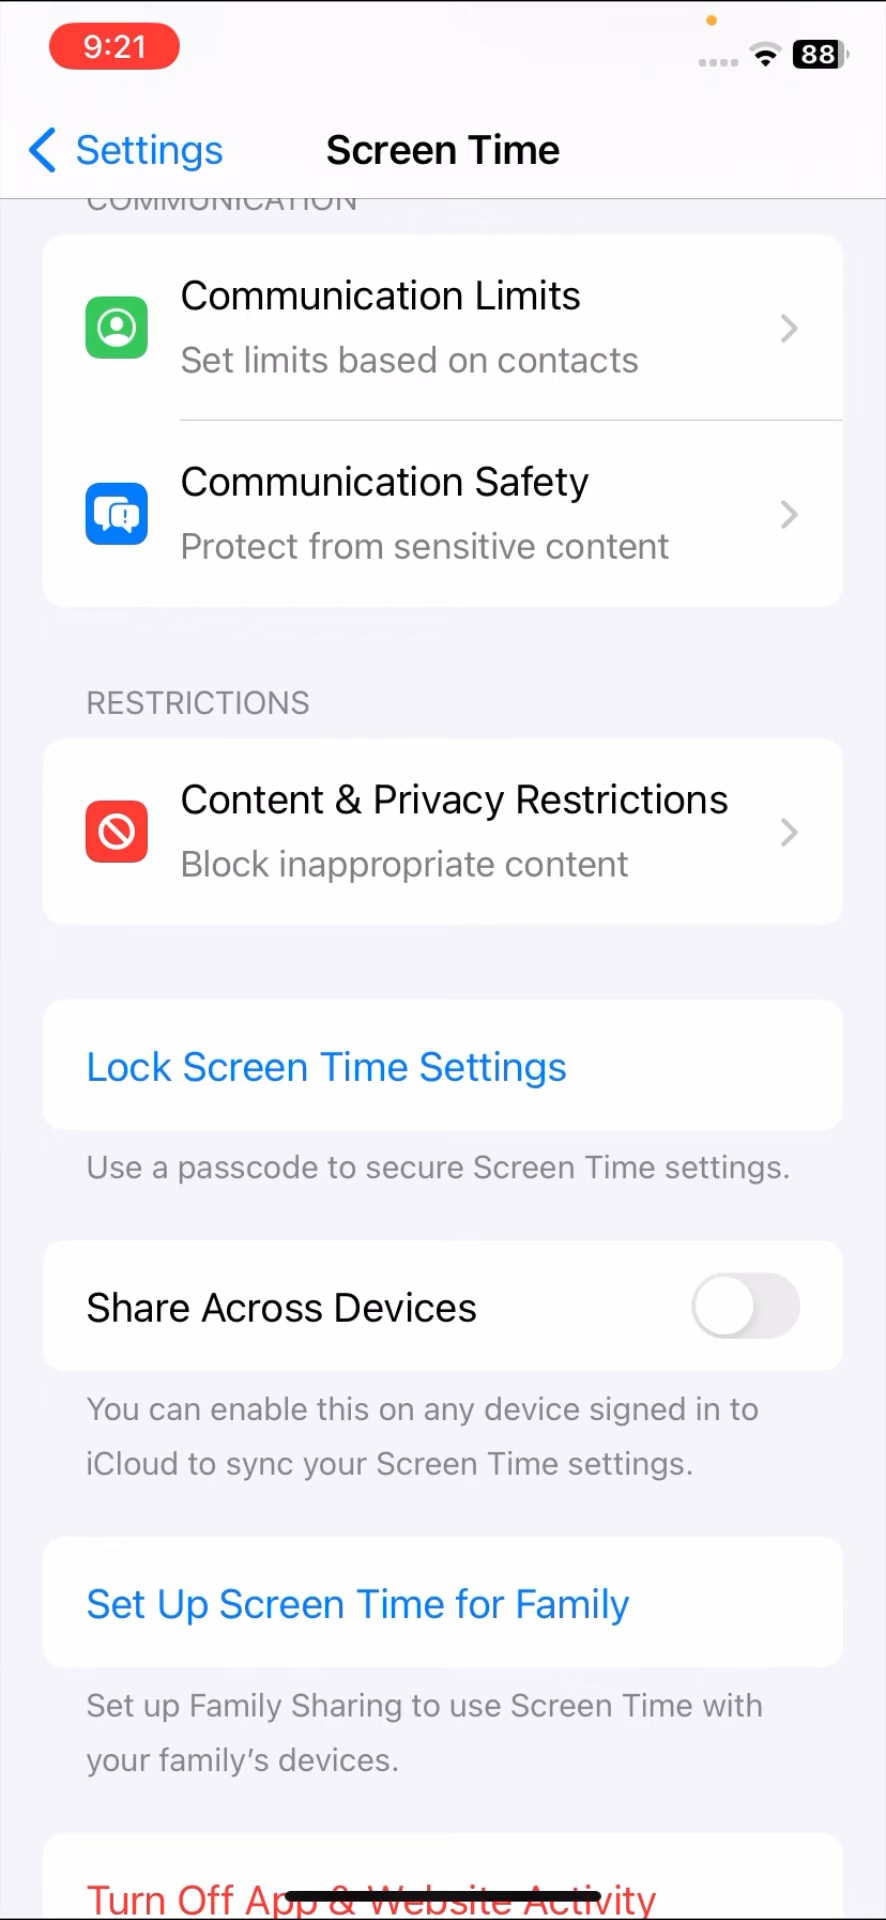 9:21
88
Settings
Screen Time
COMMUNICATION
Communication Limits
Set limits based on contacts
Communication Safety
Protect from sensitive content
RESTRICTIONS
Content & Privacy Restrictions
Block inappropriate content
Lock Screen Time Settings
Use a passcode to secure Screen Time settings.
Share Across Devices
You can enable this on any device signed in to
iCloud to sync your Screen Time settings.
Set Up Screen Time for Family
Set up Family Sharing to use Screen Time with
your family’s devices.
Turn Off App & Website Activity